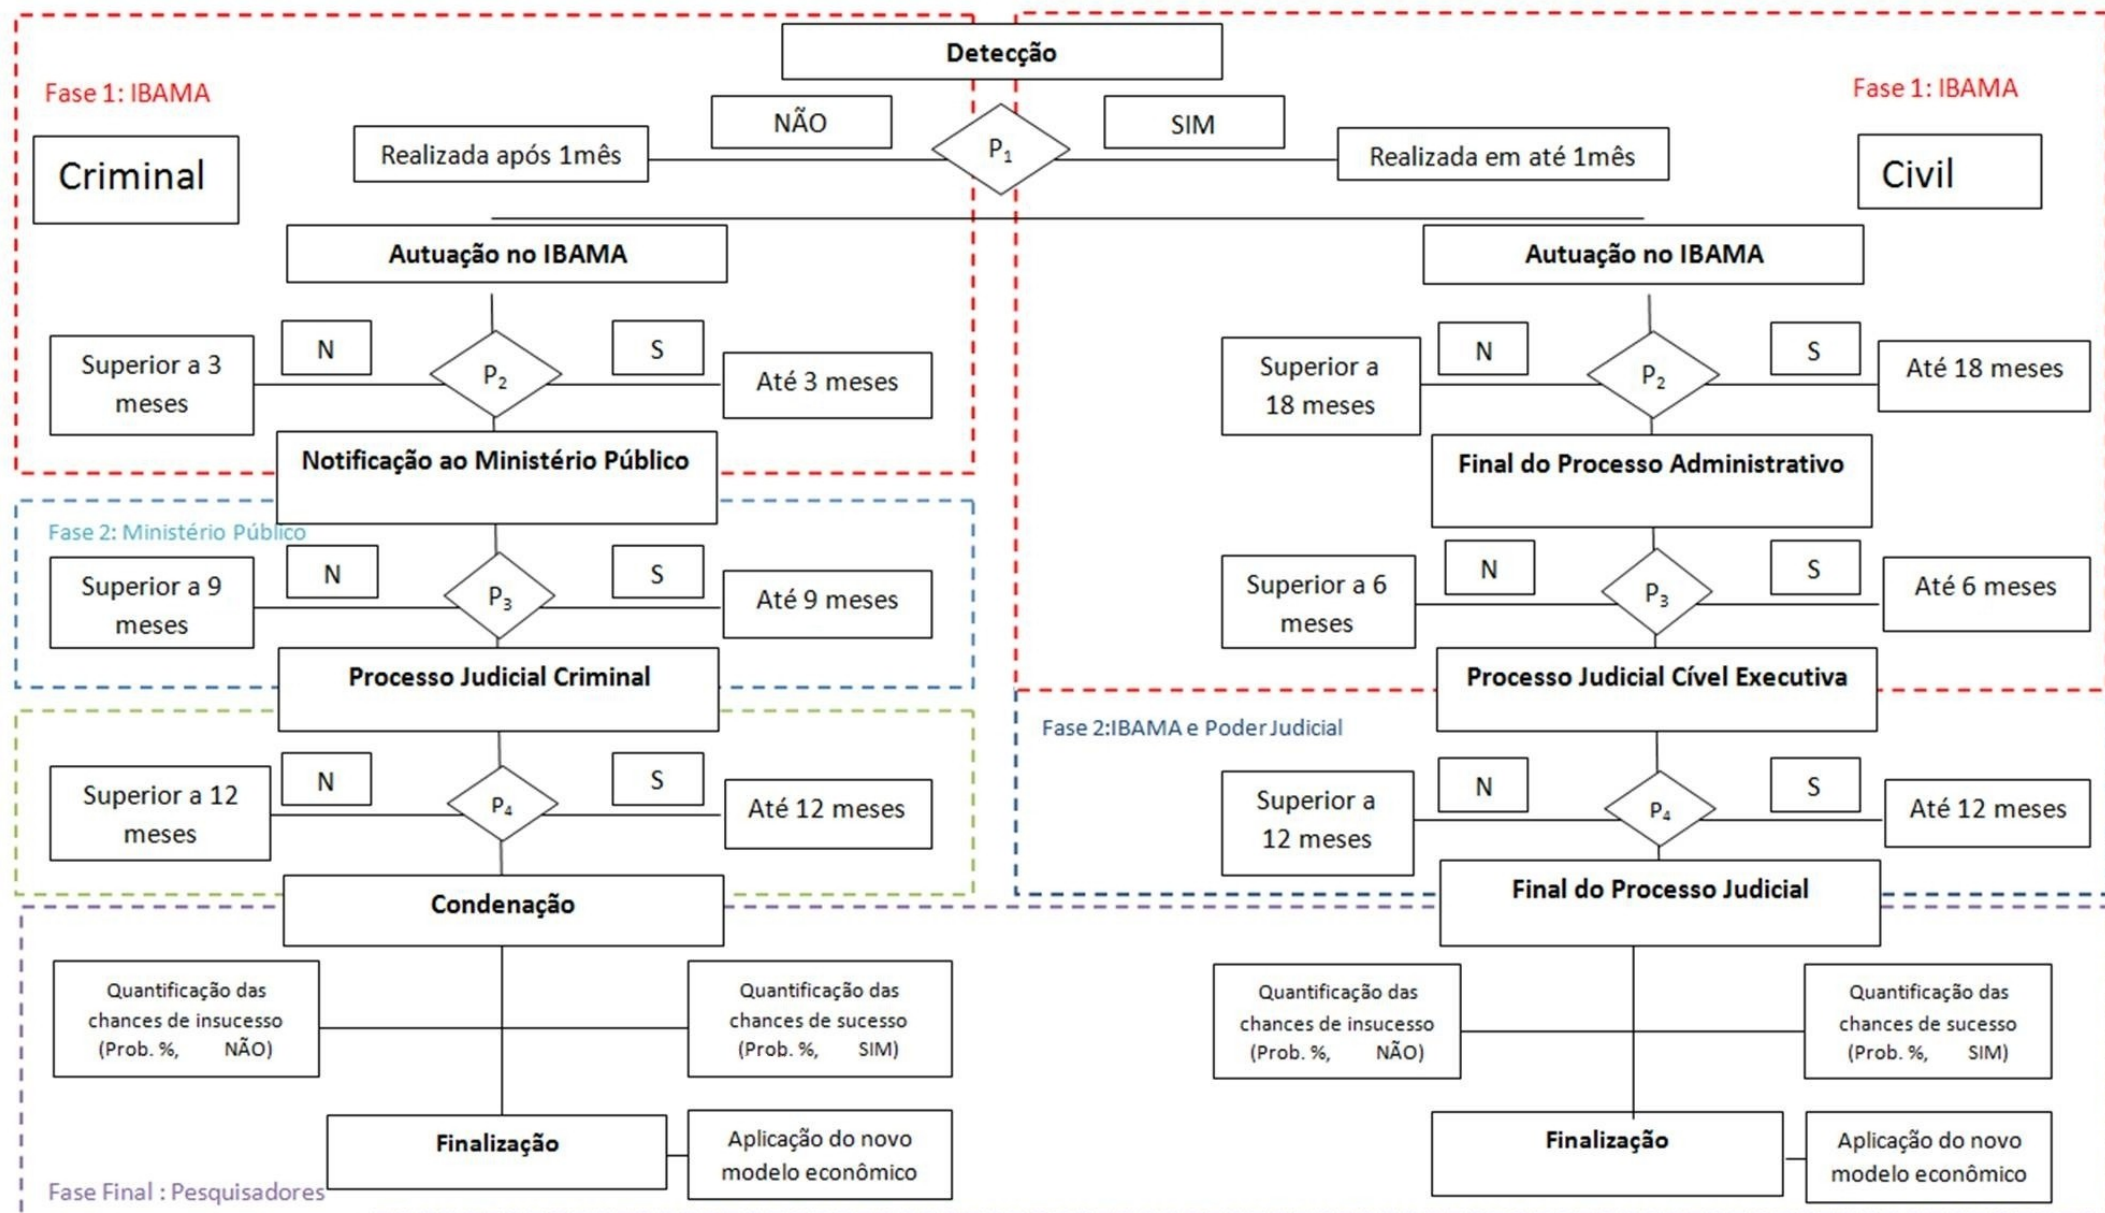 Detecção
Fase 1: IBAMA
Fase 1: IBAMA
NÃO
SIM
P1
Realizada após 1mês
Realizada em até 1mês
Criminal
Civil
Autuação no IBAMA
Autuação no IBAMA
Superior a 3
meses
N
P2
S
Até 3 meses
Superior a
18 meses
N
P2
S
Até 18 meses
Notificação ao Ministério Público
Final do Processo Administrativo
Fase 2: Ministério Público
Superior a 9
meses
N
P3
S
Até 9 meses
Superior a 6
meses
N
P3
S
Até 6 meses
Processo Judicial Criminal
Processo Judicial Cível Executiva
Fase 2:IBAMA e Poder Judicial
Superior a 12
meses
N
P4
S
Até 12 meses
Superior a
12 meses
N
P4
S
Até 12 meses
Condenação
Final do Processo Judicial
Quantificação das
chances de insucesso
(Prob. %, NÃO)
Quantificação das
chances de sucesso
(Prob. %, SIM)
Quantificação das
chances de insucesso
(Prob. %, NÃO)
Quantificação das
chances de sucesso
(Prob. %, SIM)
Finalização
Aplicação do novo
modelo econômico
Finalização
Aplicação do novo
modelo econômico
Fase Final : Pesquisadores